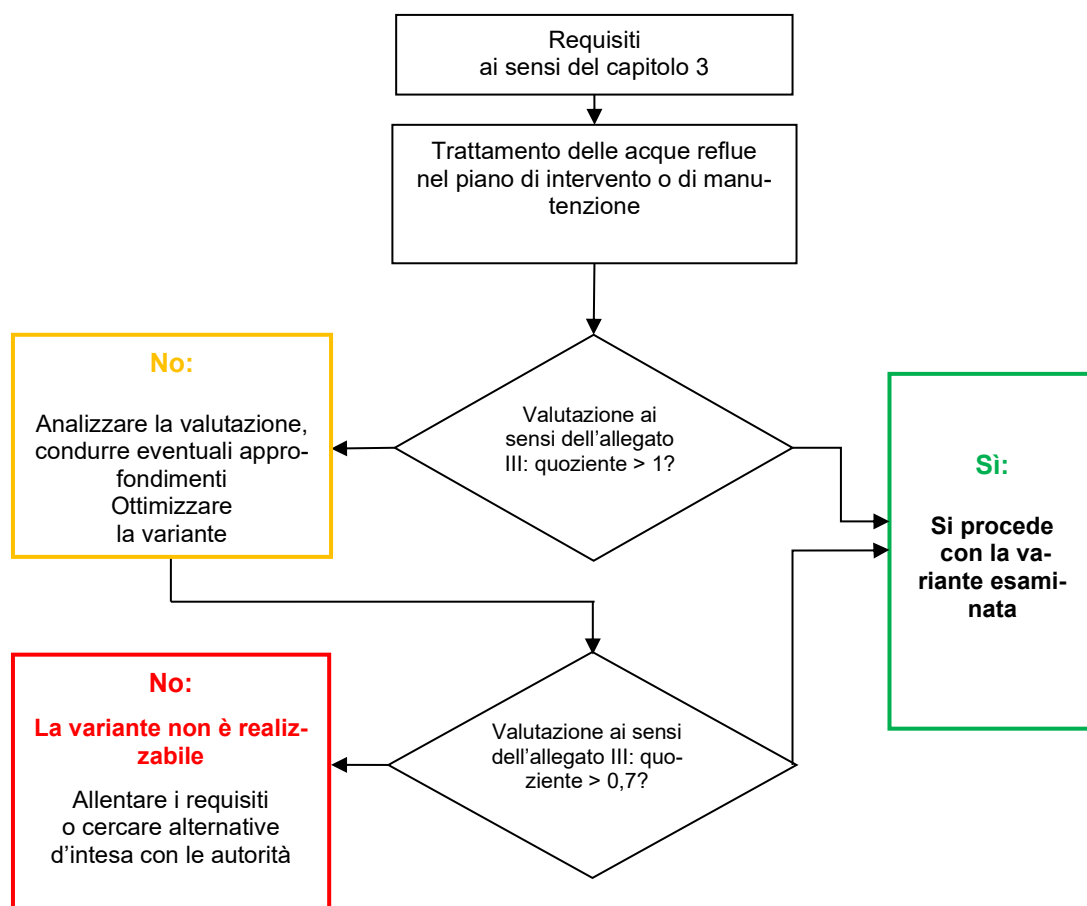 Requisiti
ai sensi del capitolo 3
Trattamento delle acque reflue
nel piano di intervento o di manu-
tenzione
No:
Analizzare la valutazione,
condurre eventuali appro-
fondimenti
Ottimizzare
la variante
Valutazione ai
sensi dell’allegato
III: quoziente > 1?
Sì:
Si procede
con la va-
riante esami-
nata
No:
La variante non è realiz-
zabile
Allentare i requisiti
o cercare alternative
d’intesa con le autorità
Valutazione ai sensi
dell’allegato III: quo-
ziente > 0,7?